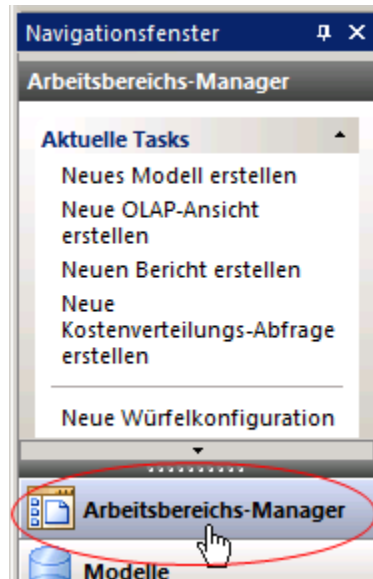 Navigationsfenster
Arbeitsbereichs-Manager
Aktuelle Tasks
Neues Modell erstellen
Neue OLAP-Ansicht
erstellen
Neuen Bericht erstellen
Neue
Kostenverteilungs-Abfrage
erstellen
Neue Würfelkonfiguration
Arbeitsbereichs-Manager
Modelle